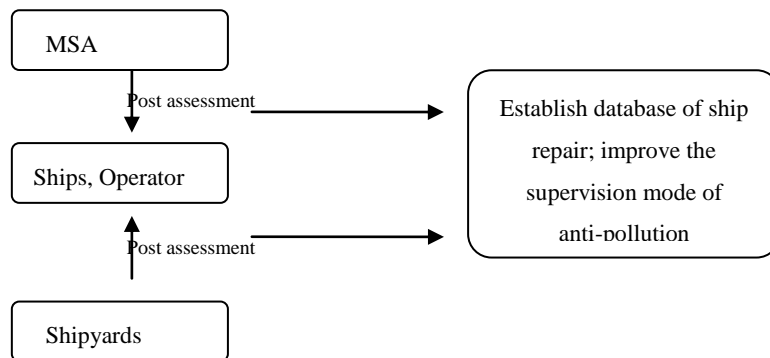 MSA
Post assessment
Ships, Operator
Post assessment
Shipyards
Establish database of ship
repair; improve the
supervision mode of
anti-pollution